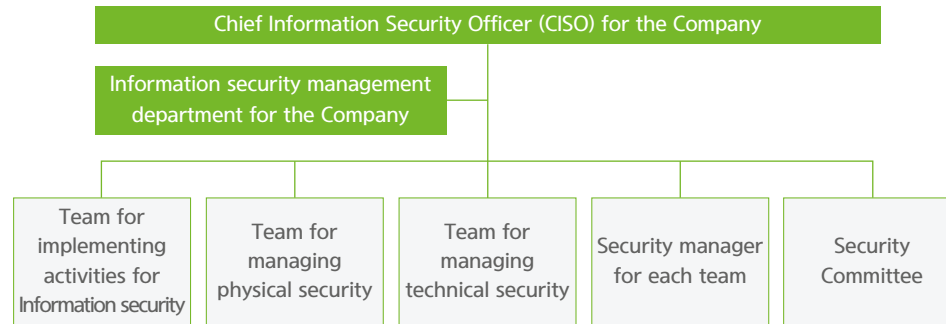 Chief Information Security Officer (CISO) for the Company
Information security management
department for the Company
Team for
implementing
activities for
Information security
Team for
managing
physical security
Team for
managing
technical security
Security manager
for each team
Security
Committee